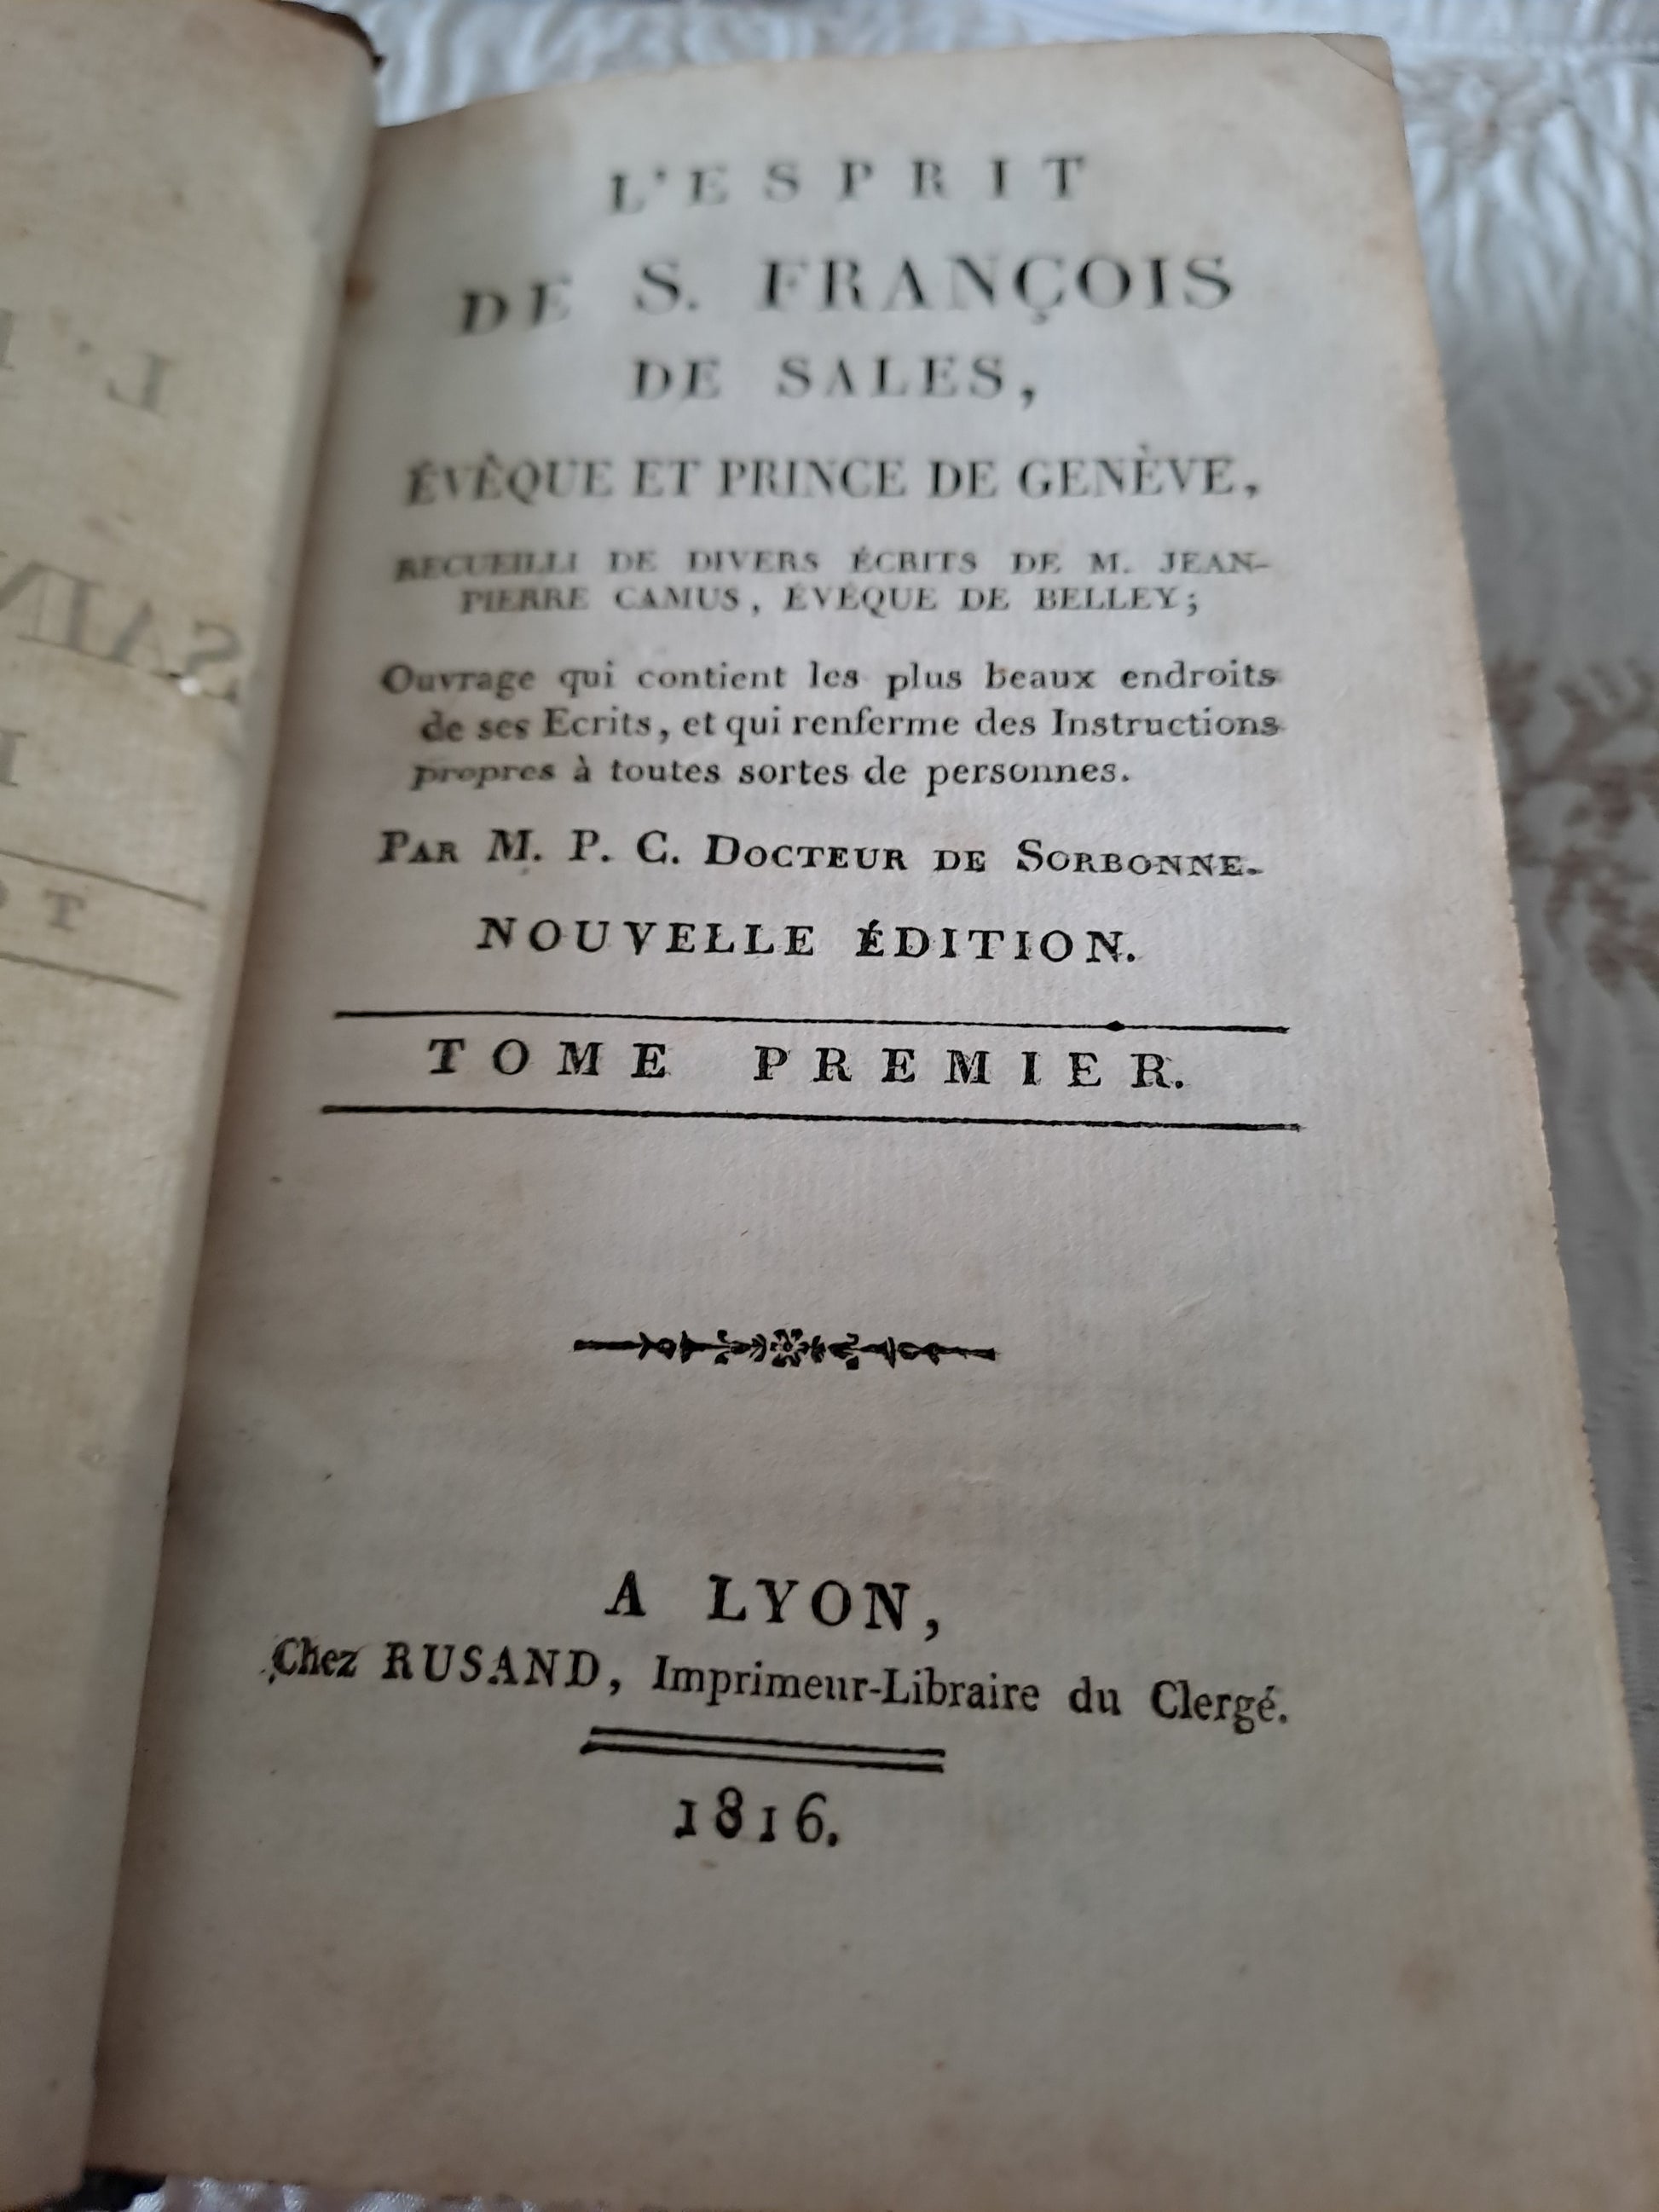 L'ESPRIT
DE S. FRANÇOIS
DE SALES,
ÉVÊQUE ET PRINCE DE GENÈVE,
RECUEILLI DE DIVERS ÉCRITS DE M. JEAN-
PIERRE CAMUS, ÉVÊQUE DE BELLEY;
Ouvrage qui contient les plus beaux endroits
de ses Ecrits, et qui renferme des Instructions
propres à toutes sortes de personnes.
PAR M. P. C. DOCTEUR DE SORBONNE.
NOUVELLE ÉDITION.
TOME PREMIER.
A LYON,
Chez RUSAND, Imprimeur-Libraire du Clergé.
1816.